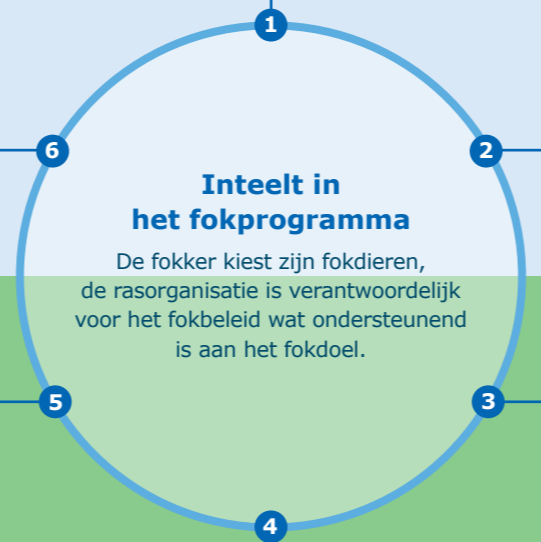 1
6
2
Inteelt in
het fokprogramma
De fokker kiest zijn fokdieren,
de rasorganisatie is verantwoordelijk
voor het fokbeleid wat ondersteunend
is aan het fokdoel.
5
3
4